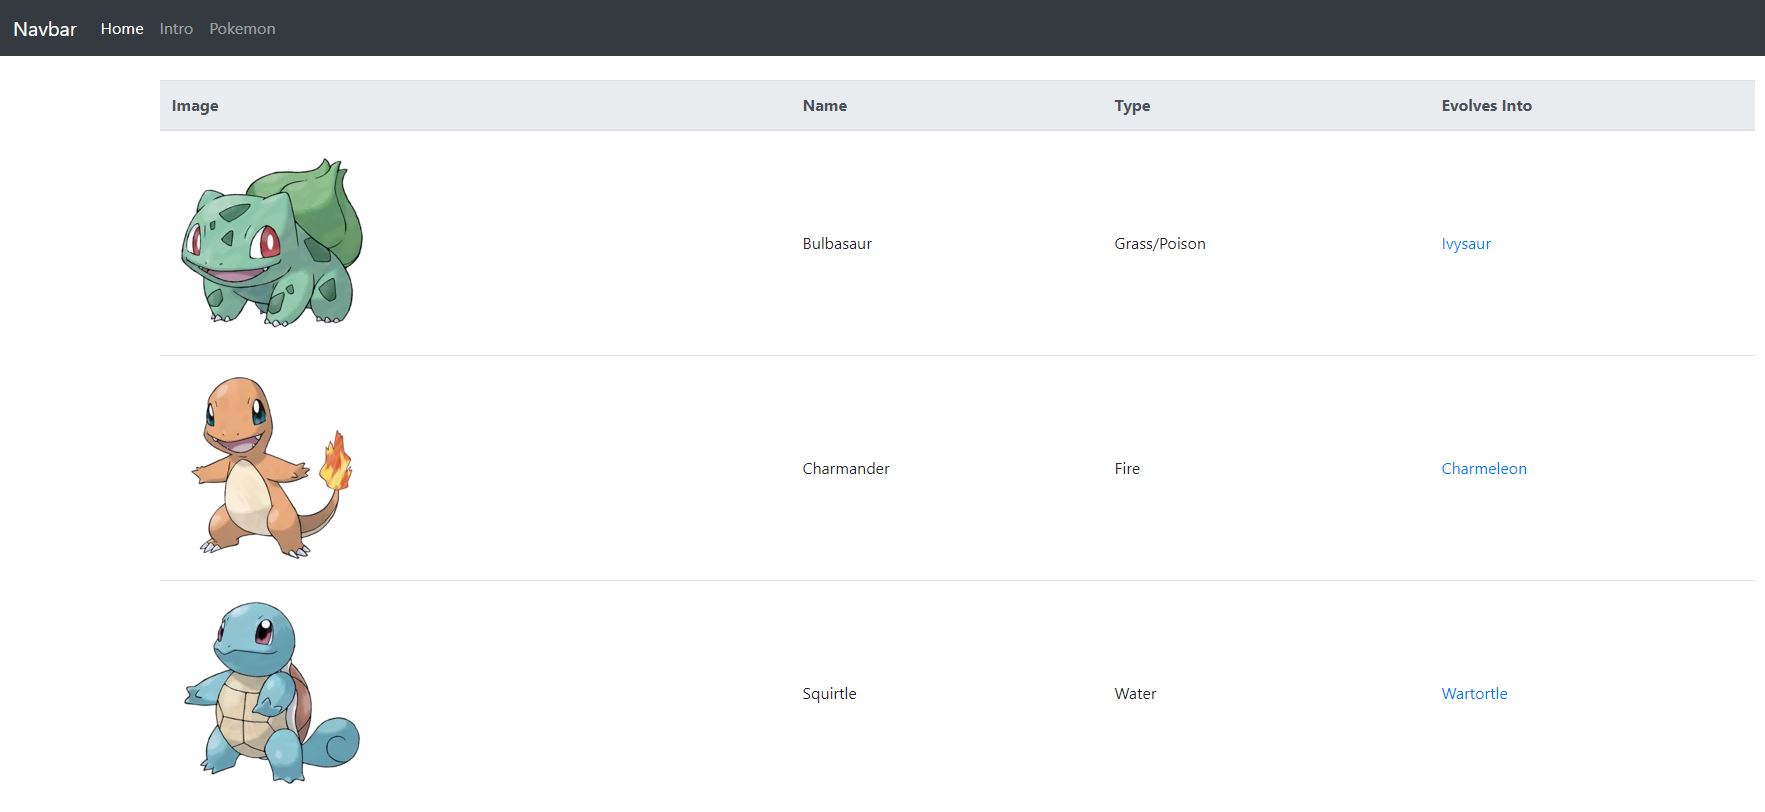 Navbar Home Intro Pokemon
Image Name Type Evolves Into
Bulbasaur Grass/Poison Ivysaur
Charmander Fire Charmeleon
Squirtle Water Wartortle